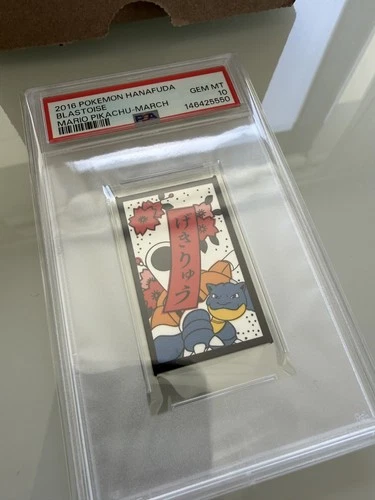 2016 POKEMON HANAFUDA GEM MT
BLASTOISE 10
MARIO PIKACHU-MARCH 146425550
PSA
げきりゅう